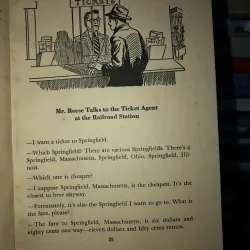 TICKETS
Mr. Reese Talks to the Ticket Agent
at the Railroad Station
—I want a ticket to Springfield.
—Which Springfield? There are various Springfields. There's a
Springfield, Massachusetts, Springfield, Ohio, Springfield, Illi-
nois.
—Which one is cheaper?
—I suppose Springfield, Massachusetts, is the cheapest. It's the
closest to here anyway.
—Fortunately, it's also the Springfield I want to go to. What is
the fare, please?
—The fare to Springfield, Massachusetts, is six dollars and
eighty cents one way—eleven dollars and fifty cents return.